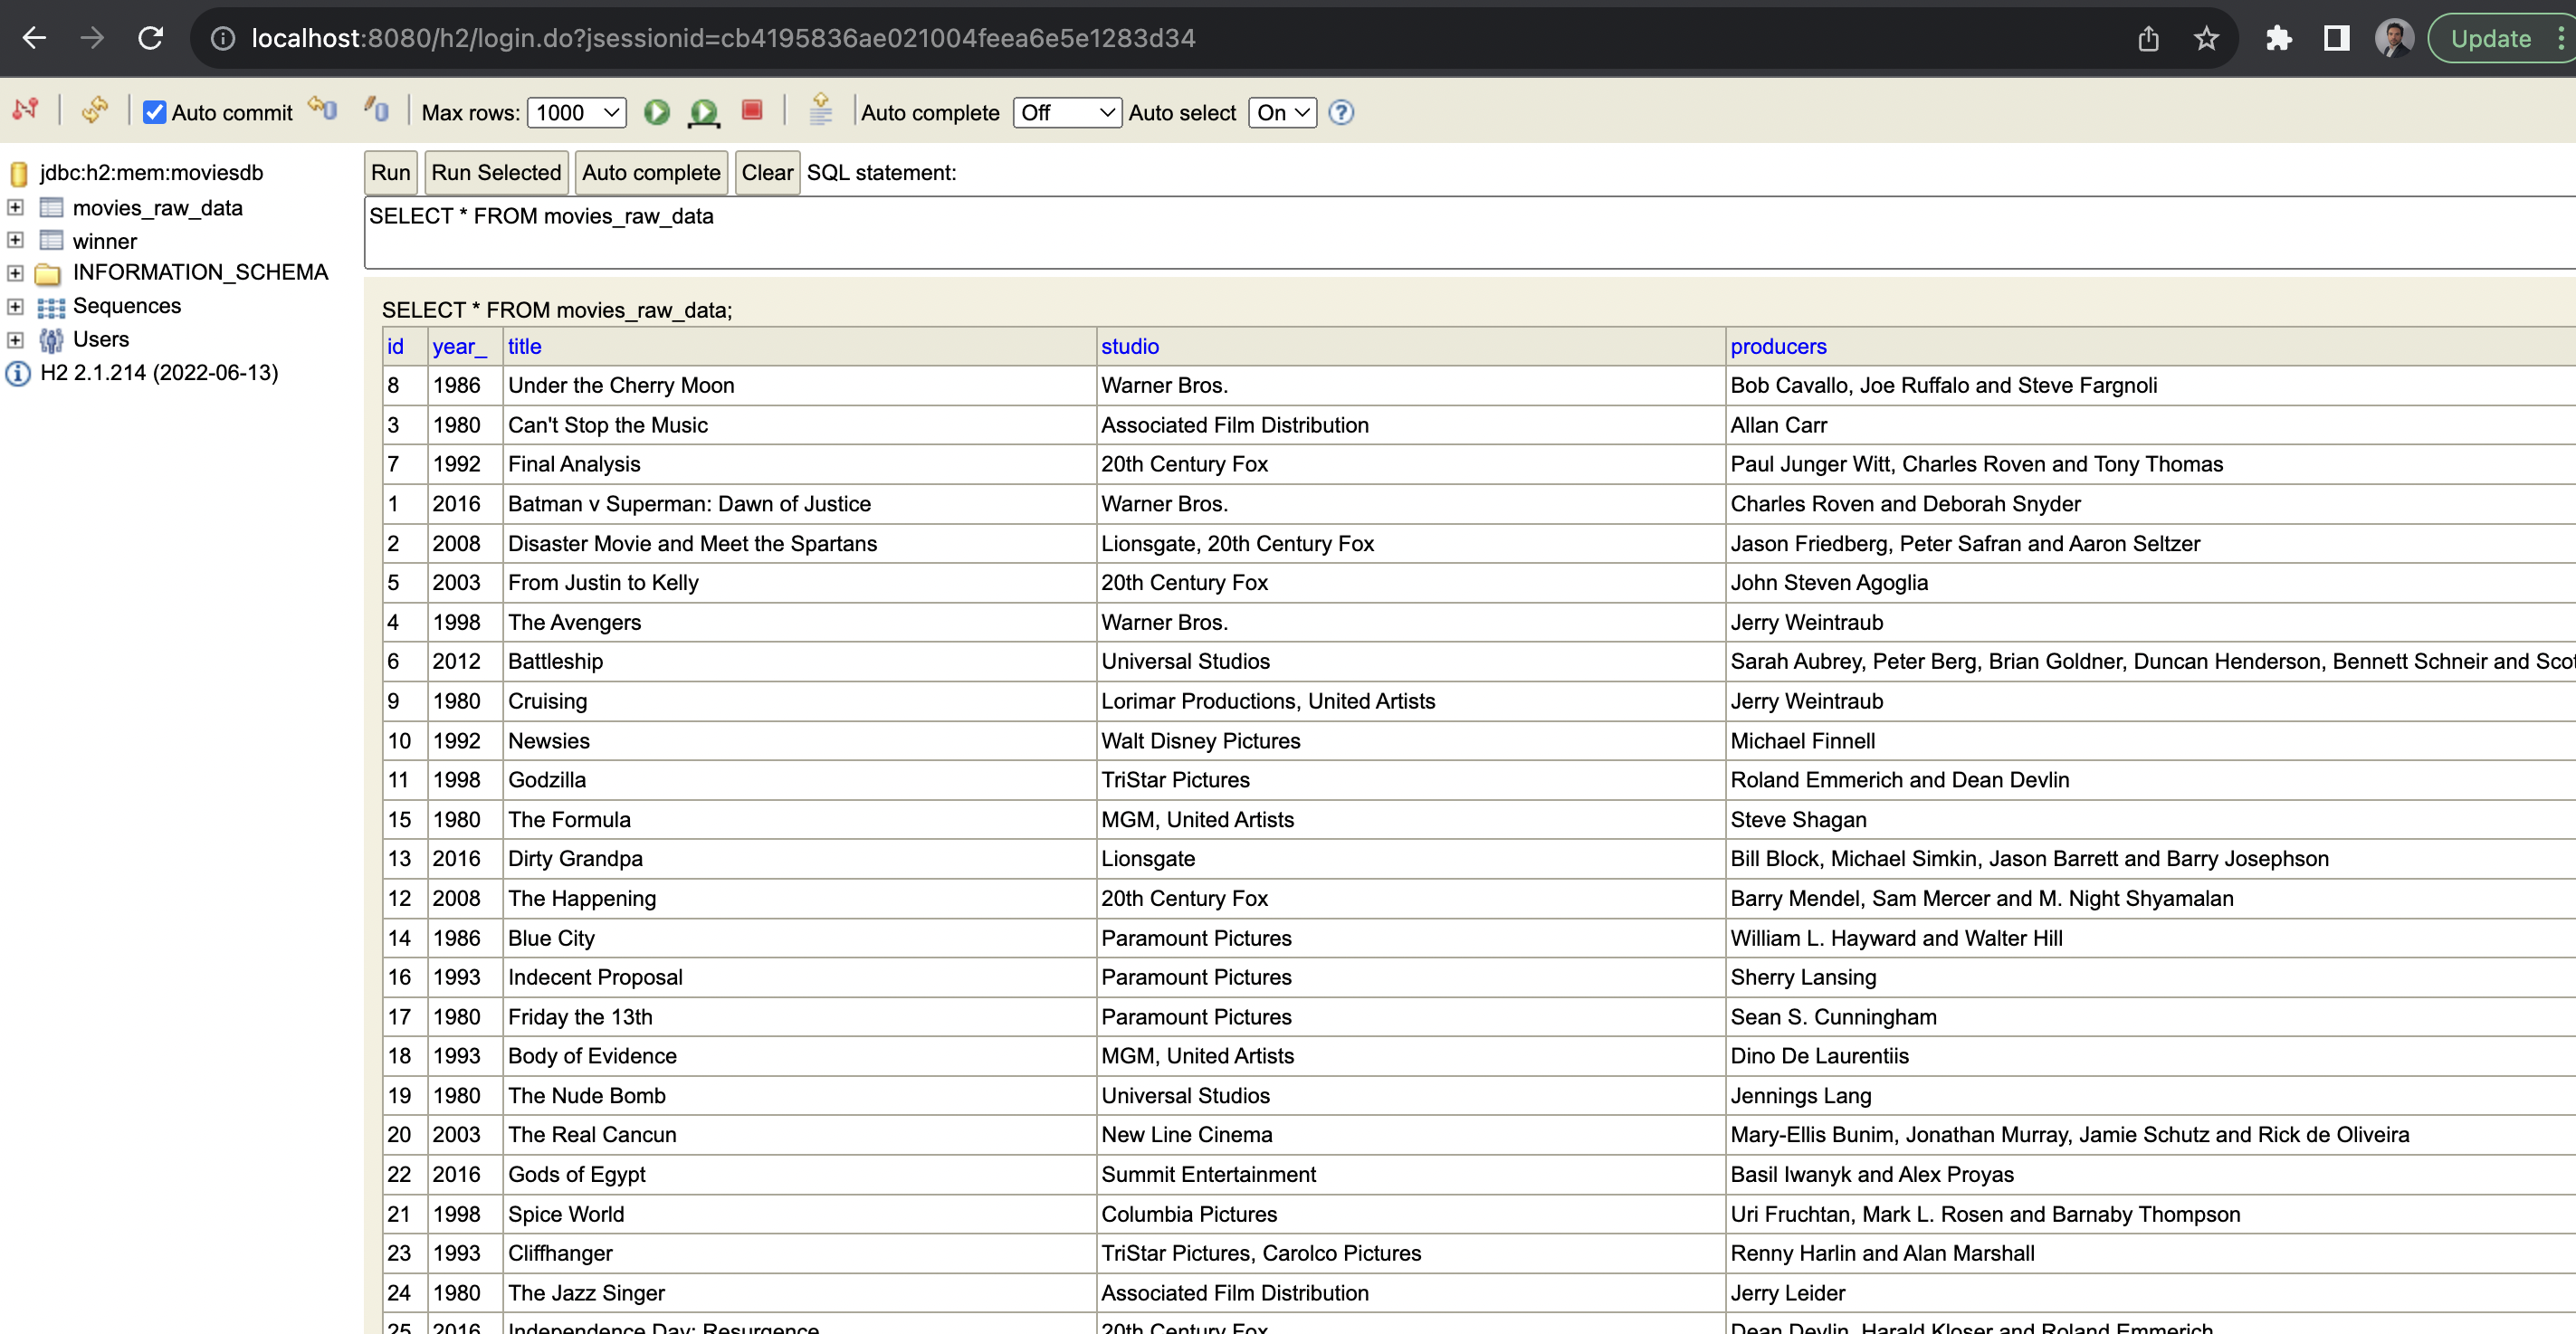 localhost:8080/h2/login.do?jsessionid=cb4195836ae021004feea6e5e1283d34 Update
Auto commit Max rows: 1000 Auto complete Off Auto select On ?
jdbc:h2:mem:moviesdb
movies_raw_data
winner
INFORMATION_SCHEMA
Sequences
Users
H2 2.1.214 (2022-06-13)
Run Run Selected Auto complete Clear SQL statement:
SELECT * FROM movies_raw_data
SELECT * FROM movies_raw_data;
id year_ title studio producers
8 1986 Under the Cherry Moon Warner Bros. Bob Cavallo, Joe Ruffalo and Steve Fargnoli
3 1980 Can't Stop the Music Associated Film Distribution Allan Carr
7 1992 Final Analysis 20th Century Fox Paul Junger Witt, Charles Roven and Tony Thomas
1 2016 Batman v Superman: Dawn of Justice Warner Bros. Charles Roven and Deborah Snyder
2 2008 Disaster Movie and Meet the Spartans Lionsgate, 20th Century Fox Jason Friedberg, Peter Safran and Aaron Seltzer
5 2003 From Justin to Kelly 20th Century Fox John Steven Agoglia
4 1998 The Avengers Warner Bros. Jerry Weintraub
6 2012 Battleship Universal Studios Sarah Aubrey, Peter Berg, Brian Goldner, Duncan Henderson, Bennett Schneir and
9 1980 Cruising Lorimar Productions, United Artists Jerry Weintraub
10 1992 Newsies Walt Disney Pictures Michael Finnell
11 1998 Godzilla TriStar Pictures Roland Emmerich and Dean Devlin
15 1980 The Formula MGM, United Artists Steve Shagan
13 2016 Dirty Grandpa Lionsgate Bill Block, Michael Simkin, Jason Barrett and Barry Josephson
12 2008 The Happening 20th Century Fox Barry Mendel, Sam Mercer and M. Night Shyamalan
14 1986 Blue City Paramount Pictures William L. Hayward and Walter Hill
16 1993 Indecent Proposal Paramount Pictures Sherry Lansing
17 1980 Friday the 13th Paramount Pictures Sean S. Cunningham
18 1993 Body of Evidence MGM, United Artists Dino De Laurentiis
19 1980 The Nude Bomb Universal Studios Jennings Lang
20 2003 The Real Cancun New Line Cinema Mary-Ellis Bunim, Jonathan Murray, Jamie Schutz and Rick de Oliveira
22 2016 Gods of Egypt Summit Entertainment Basil Iwanyk and Alex Proyas
21 1998 Spice World Columbia Pictures Uri Fruchtan, Mark L. Rosen and Barnaby Thompson
23 1993 Cliffhanger TriStar Pictures, Carolco Pictures Renny Harlin and Alan Marshall
24 1980 The Jazz Singer Associated Film Distribution Jerry Leider
25 2016 Independence Day: Resurgence 20th Century Fox Dean Devlin, Harald Kloser and Roland Emmerich